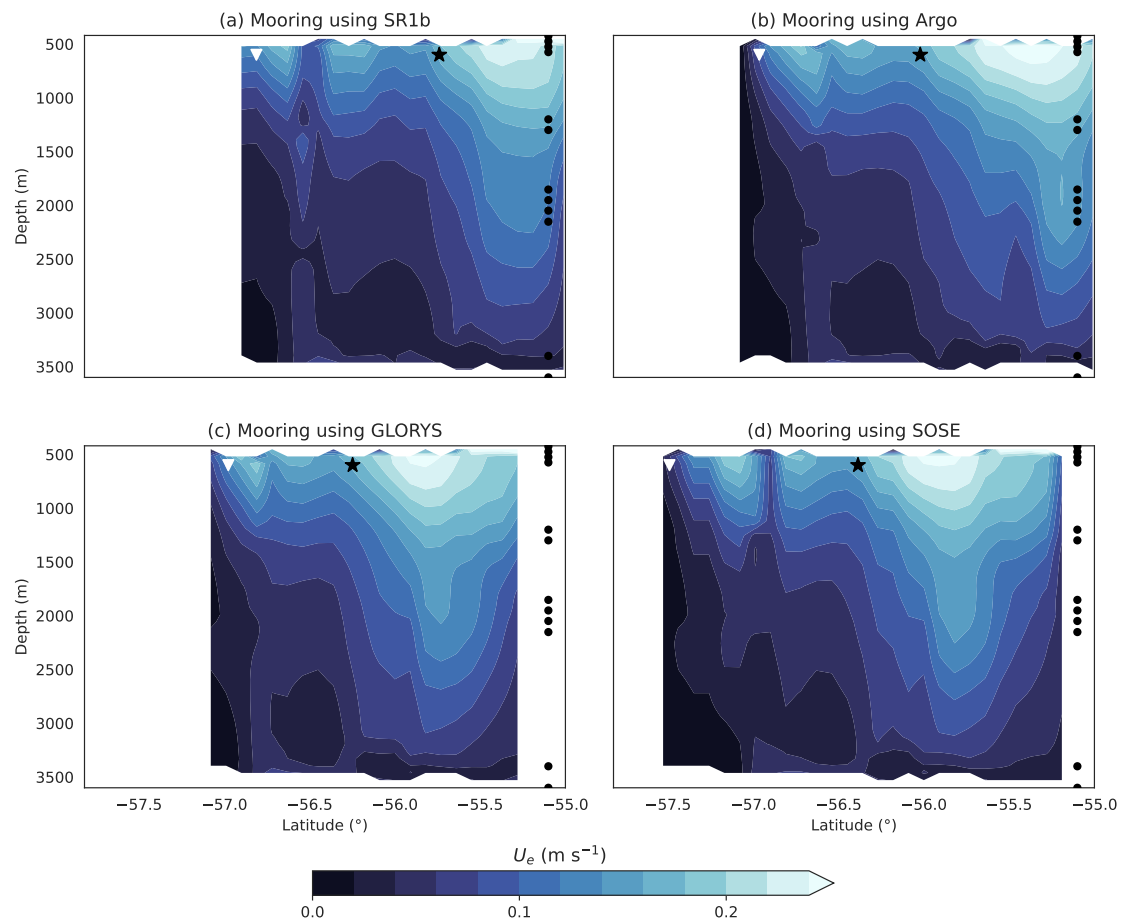 (a) Mooring using SR1b
(b) Mooring using Argo
500
1000
1500
2000
2500
3000
3500
Depth (m)
(c) Mooring using GLORYS
(d) Mooring using SOSE
500
1000
1500
2000
2500
3000
3500
Depth (m)
−57.5 −57.0 −56.5 −56.0 −55.5 −55.0
Latitude (°)
−57.5 −57.0 −56.5 −56.0 −55.5 −55.0
Latitude (°)
U_e (m s⁻¹)
0.0 0.1 0.2